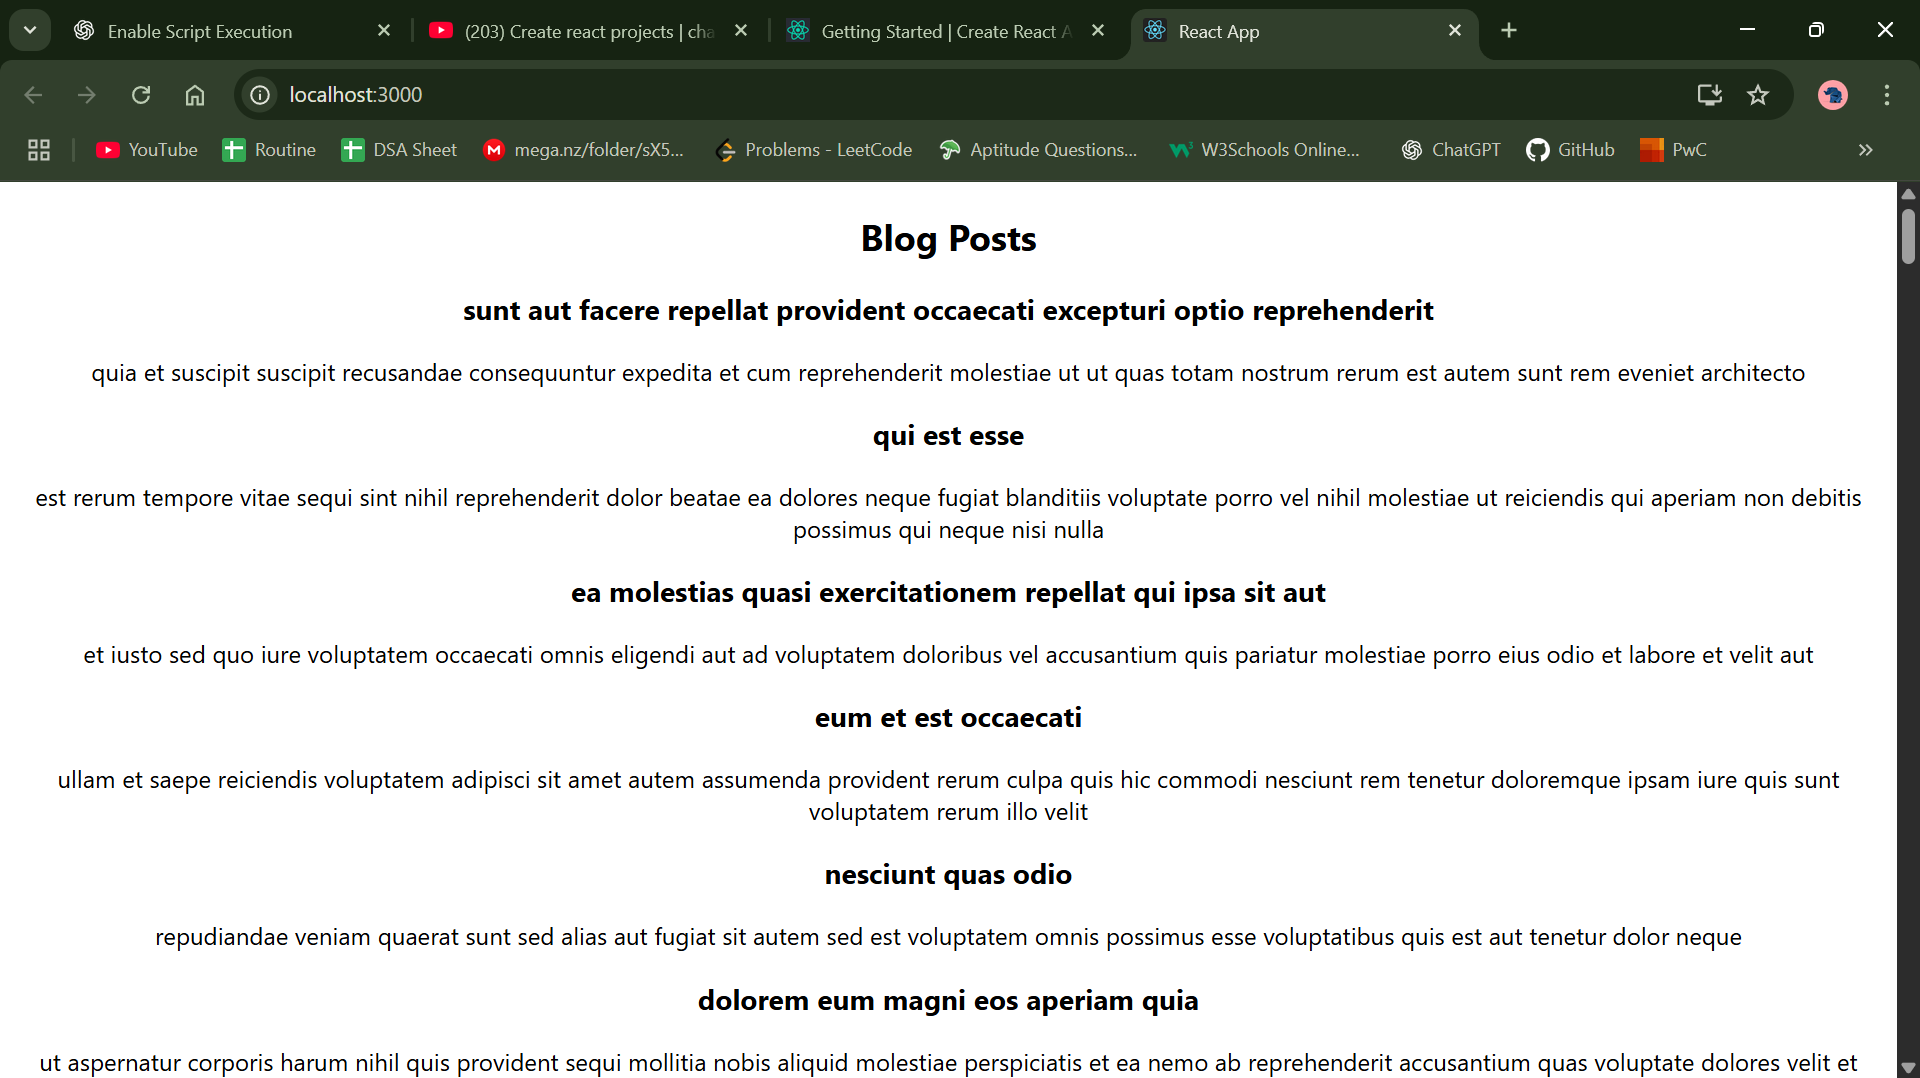 Enable Script Execution
(203) Create react projects | cha
Getting Started | Create React A
React App
localhost:3000
YouTube
Routine
DSA Sheet
mega.nz/folder/sX5...
Problems - LeetCode
Aptitude Questions...
W3Schools Online...
ChatGPT
GitHub
PwC
Blog Posts
sunt aut facere repellat provident occaecati excepturi optio reprehenderit
quia et suscipit suscipit recusandae consequuntur expedita et cum reprehenderit molestiae ut ut quas totam nostrum rerum est autem sunt rem eveniet architecto
qui est esse
est rerum tempore vitae sequi sint nihil reprehenderit dolor beatae ea dolores neque fugiat blanditiis voluptate porro vel nihil molestiae ut reiciendis qui aperiam non debitis
possimus qui neque nisi nulla
ea molestias quasi exercitationem repellat qui ipsa sit aut
et iusto sed quo iure voluptatem occaecati omnis eligendi aut ad voluptatem doloribus vel accusantium quis pariatur molestiae porro eius odio et labore et velit aut
eum et est occaecati
ullam et saepe reiciendis voluptatem adipisci sit amet autem assumenda provident rerum culpa quis hic commodi nesciunt rem tenetur doloremque ipsam iure quis sunt
voluptatem rerum illo velit
nesciunt quas odio
repudiandae veniam quaerat sunt sed alias aut fugiat sit autem sed est voluptatem omnis possimus esse voluptatibus quis est aut tenetur dolor neque
dolorem eum magni eos aperiam quia
ut aspernatur corporis harum nihil quis provident sequi mollitia nobis aliquid molestiae perspiciatis et ea nemo ab reprehenderit accusantium quas voluptate dolores velit et